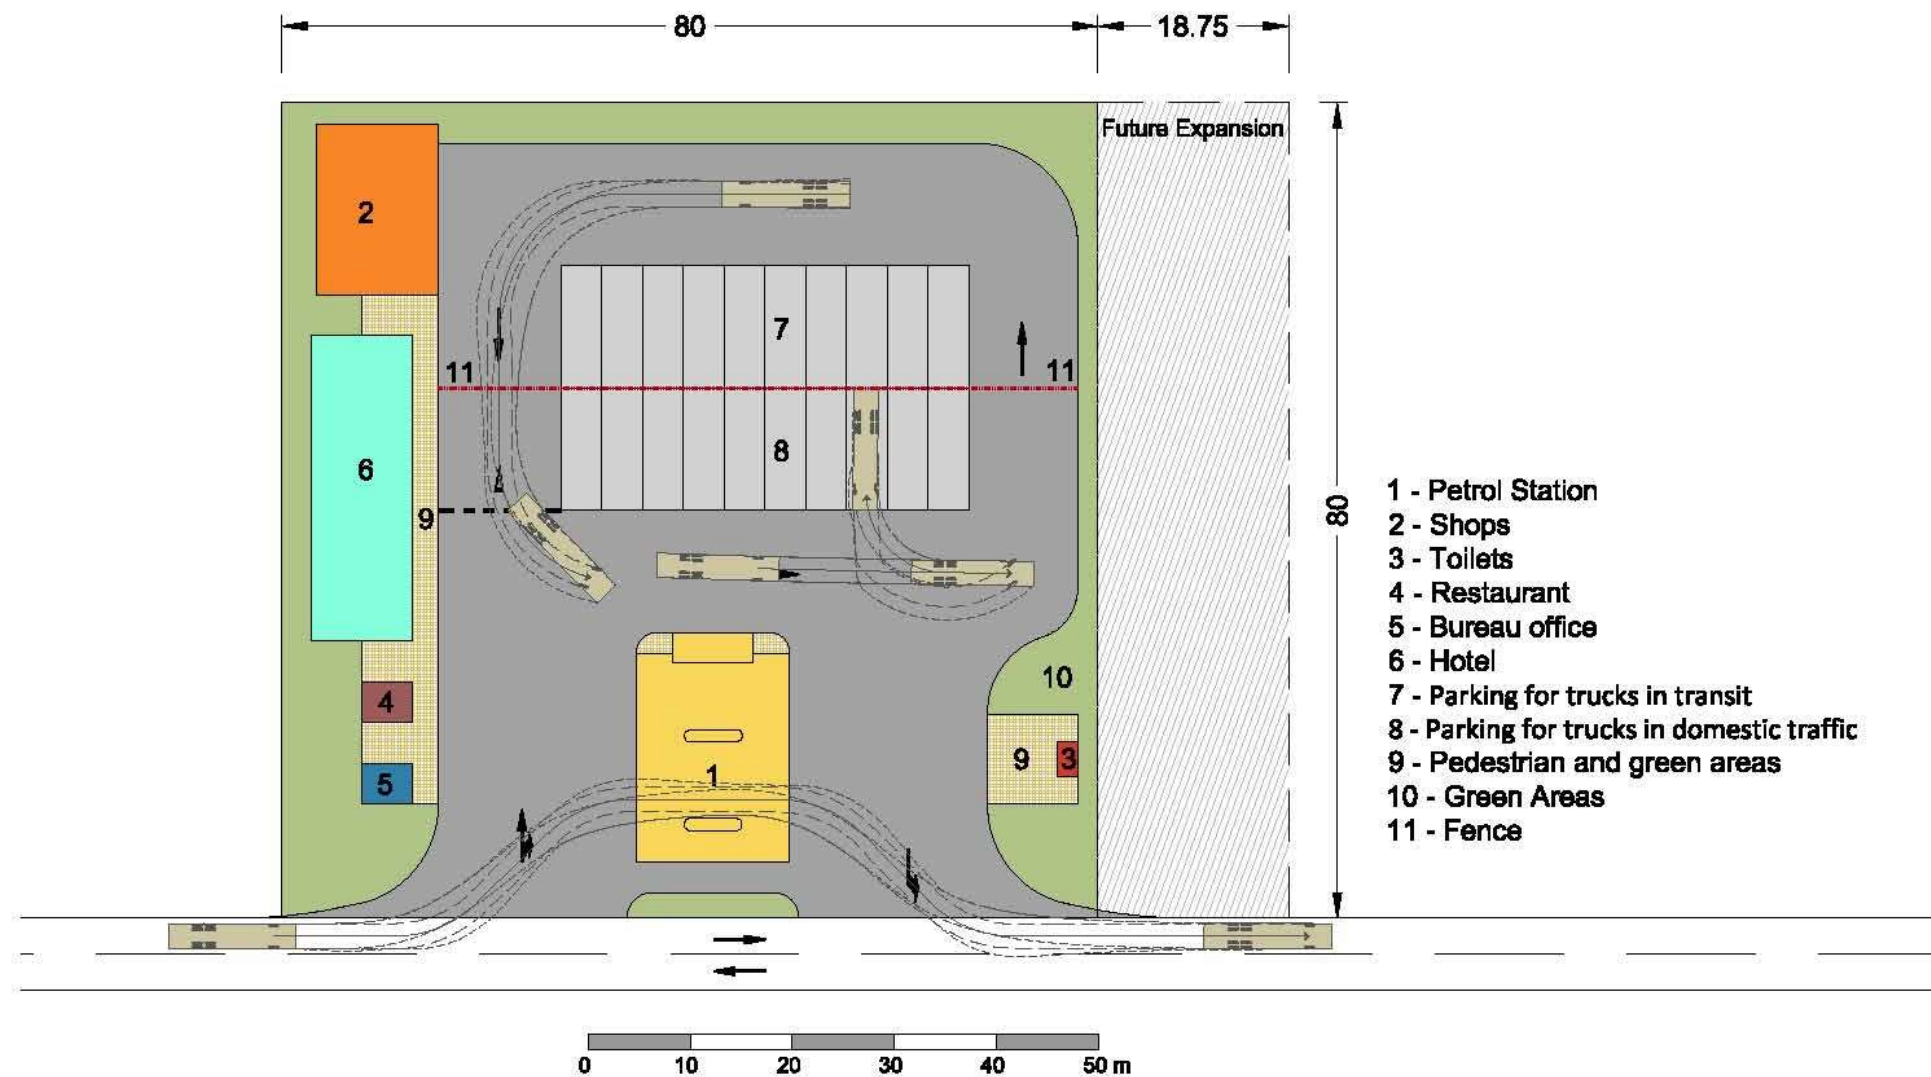 80
18.75
Future Expansion
2
7
11
11
8
6
9
80
10
4
9
3
1
5
1 - Petrol Station
2 - Shops
3 - Toilets
4 - Restaurant
5 - Bureau office
6 - Hotel
7 - Parking for trucks in transit
8 - Parking for trucks in domestic traffic
9 - Pedestrian and green areas
10 - Green Areas
11 - Fence
0 10 20 30 40 50 m